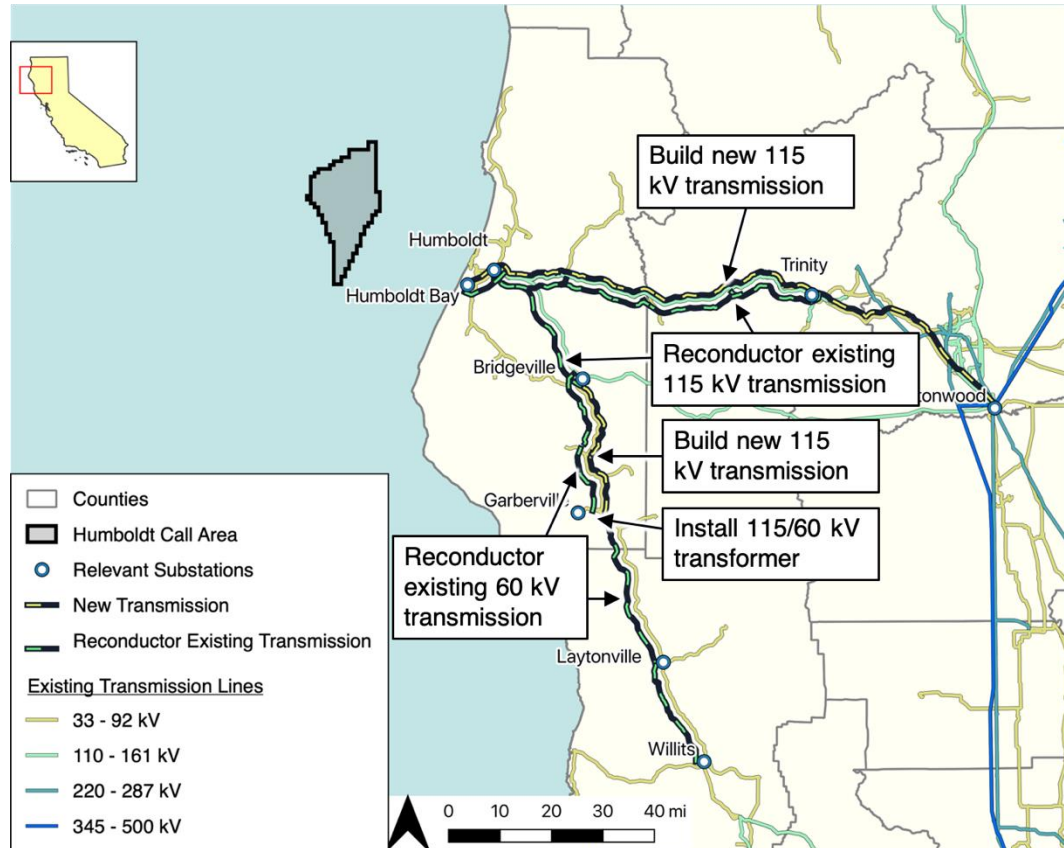 Build new 115
kV transmission
Humboldt
Trinity
Humboldt Bay
Reconductor existing
115 kV transmission
Bridgeville
tonwood
Build new 115
kV transmission
Garberville
Install 115/60 kV
transformer
Reconductor
existing 60 kV
transmission
Laytonville
Willits
Counties
Humboldt Call Area
Relevant Substations
New Transmission
Reconductor Existing Transmission
Existing Transmission Lines
33 - 92 kV
110 - 161 kV
220 - 287 kV
345 - 500 kV
0 10 20 30 40 mi